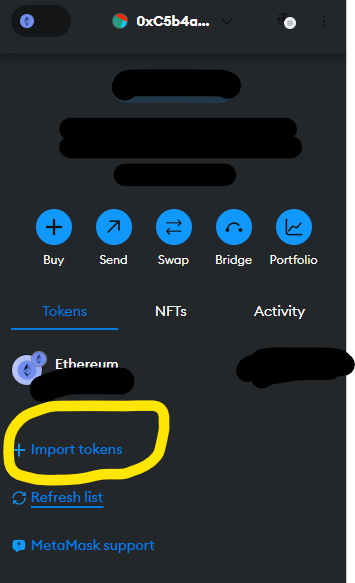 0xC5b4a...
Buy Send Swap Bridge Portfolio
Tokens NFTs Activity
Ethereum
Import tokens
Refresh list
MetaMask support